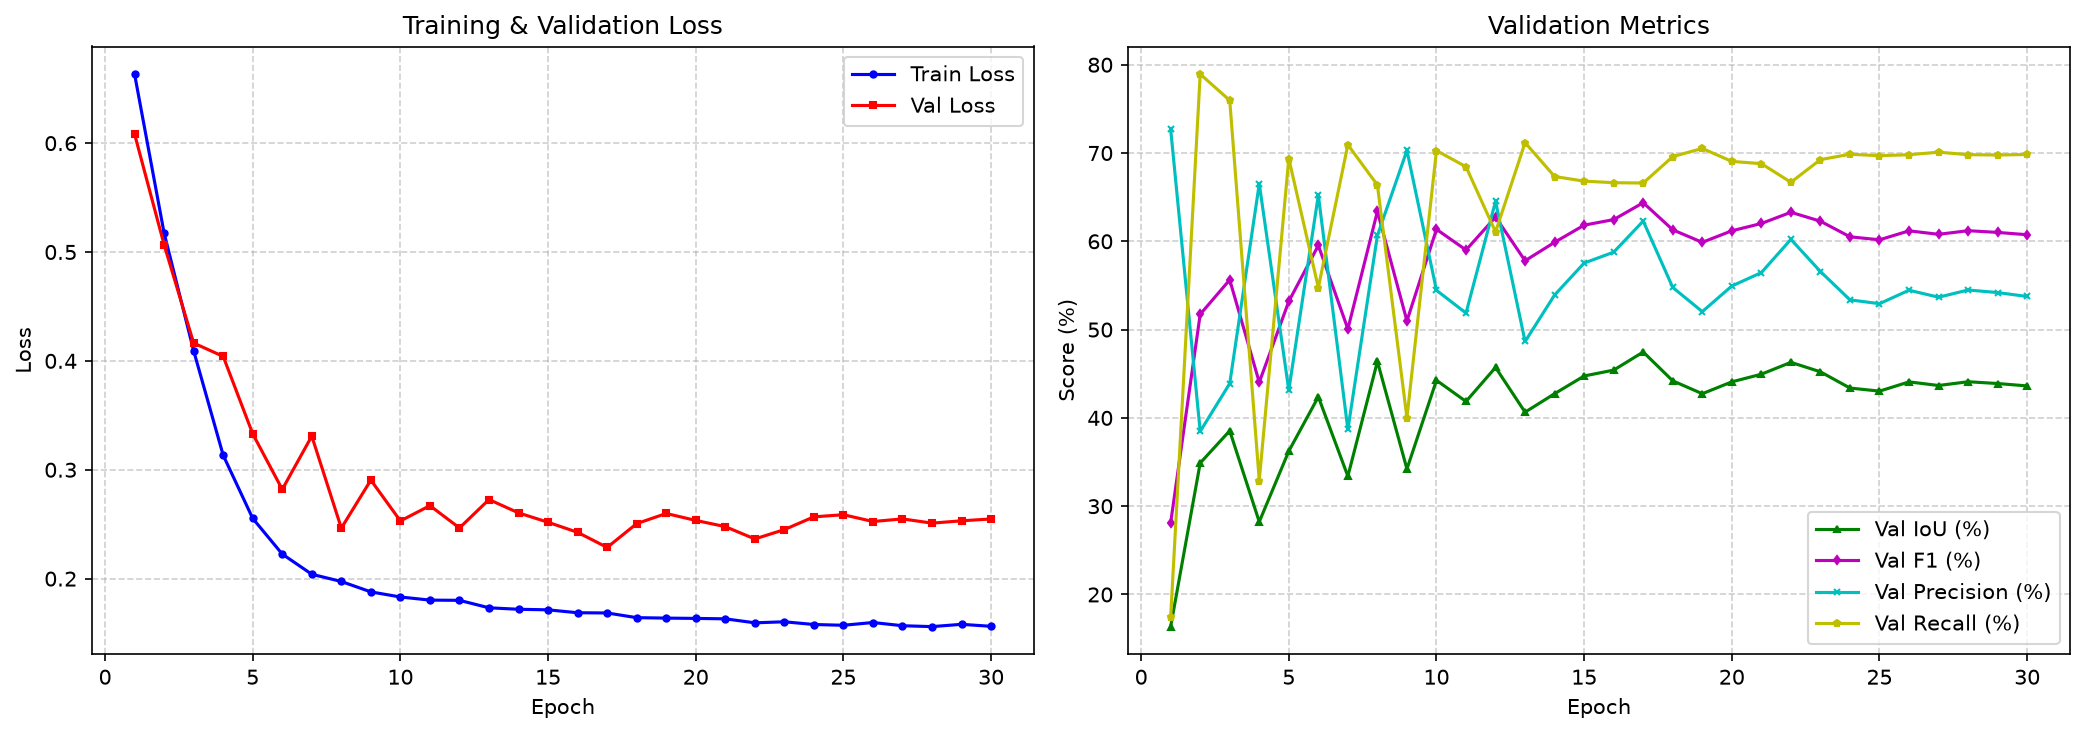 Training & Validation Loss
Train Loss
Val Loss
Loss
0.6
0.5
0.4
0.3
0.2
0
5
10
15
20
25
30
Epoch
Validation Metrics
Score (%)
80
70
60
50
40
30
20
Val IoU (%)
Val F1 (%)
Val Precision (%)
Val Recall (%)
0
5
10
15
20
25
30
Epoch